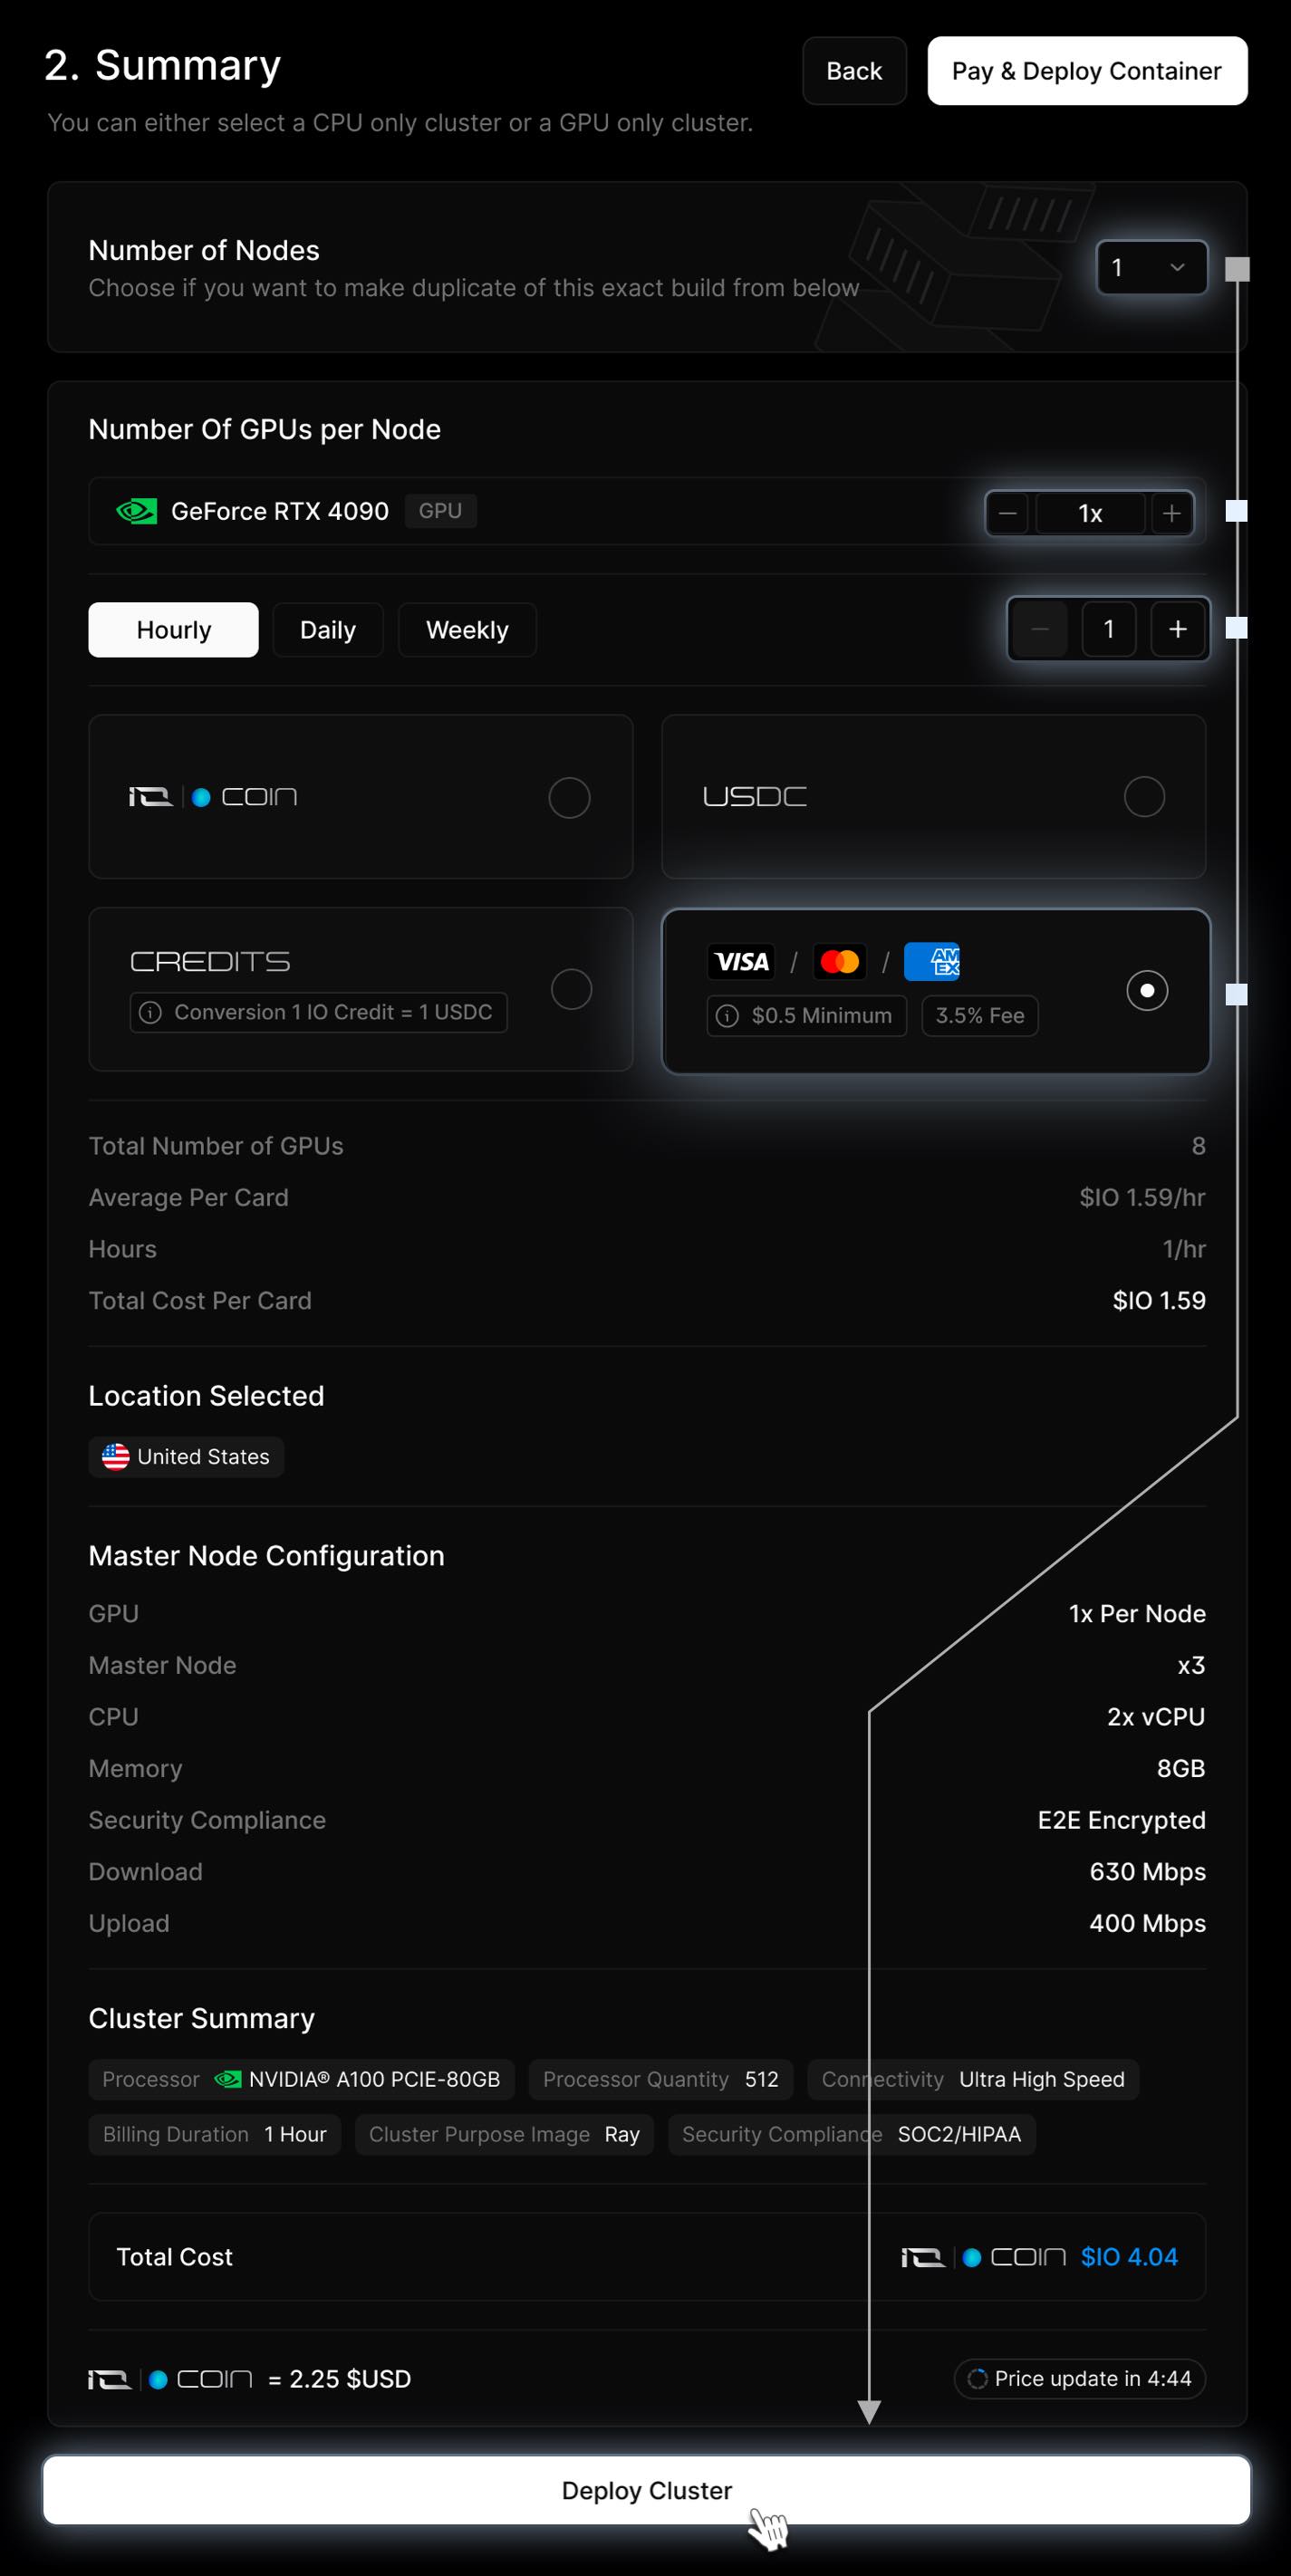 2. Summary
Back
Pay & Deploy Container
You can either select a CPU only cluster or a GPU only cluster.
Number of Nodes
Choose if you want to make duplicate of this exact build from below
1
Number Of GPUs per Node
GeForce RTX 4090 GPU
1x
Hourly Daily Weekly
1
IO | COIN
USDC
CREDITS
Conversion 1 IO Credit = 1 USDC
VISA / / AMEX
$0.5 Minimum 3.5% Fee
Total Number of GPUs 8
Average Per Card $IO 1.59/hr
Hours 1/hr
Total Cost Per Card $IO 1.59
Location Selected
United States
Master Node Configuration
GPU 1x Per Node
Master Node x3
CPU 2x vCPU
Memory 8GB
Security Compliance E2E Encrypted
Download 630 Mbps
Upload 400 Mbps
Cluster Summary
Processor NVIDIA® A100 PCIE-80GB Processor Quantity 512 Connectivity Ultra High Speed
Billing Duration 1 Hour Cluster Purpose Image Ray Security Compliance SOC2/HIPAA
Total Cost IO | COIN $IO 4.04
IO | COIN = 2.25 $USD Price update in 4:44
Deploy Cluster